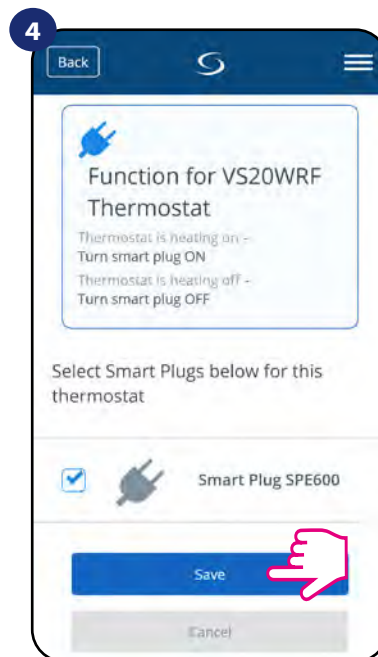 4
Back
Function for VS20WRF
Thermostat
Thermostat is heating on -
Turn smart plug ON
Thermostat is heating off -
Turn smart plug OFF
Select Smart Plugs below for this
thermostat
Smart Plug SPE600
Save
Cancel